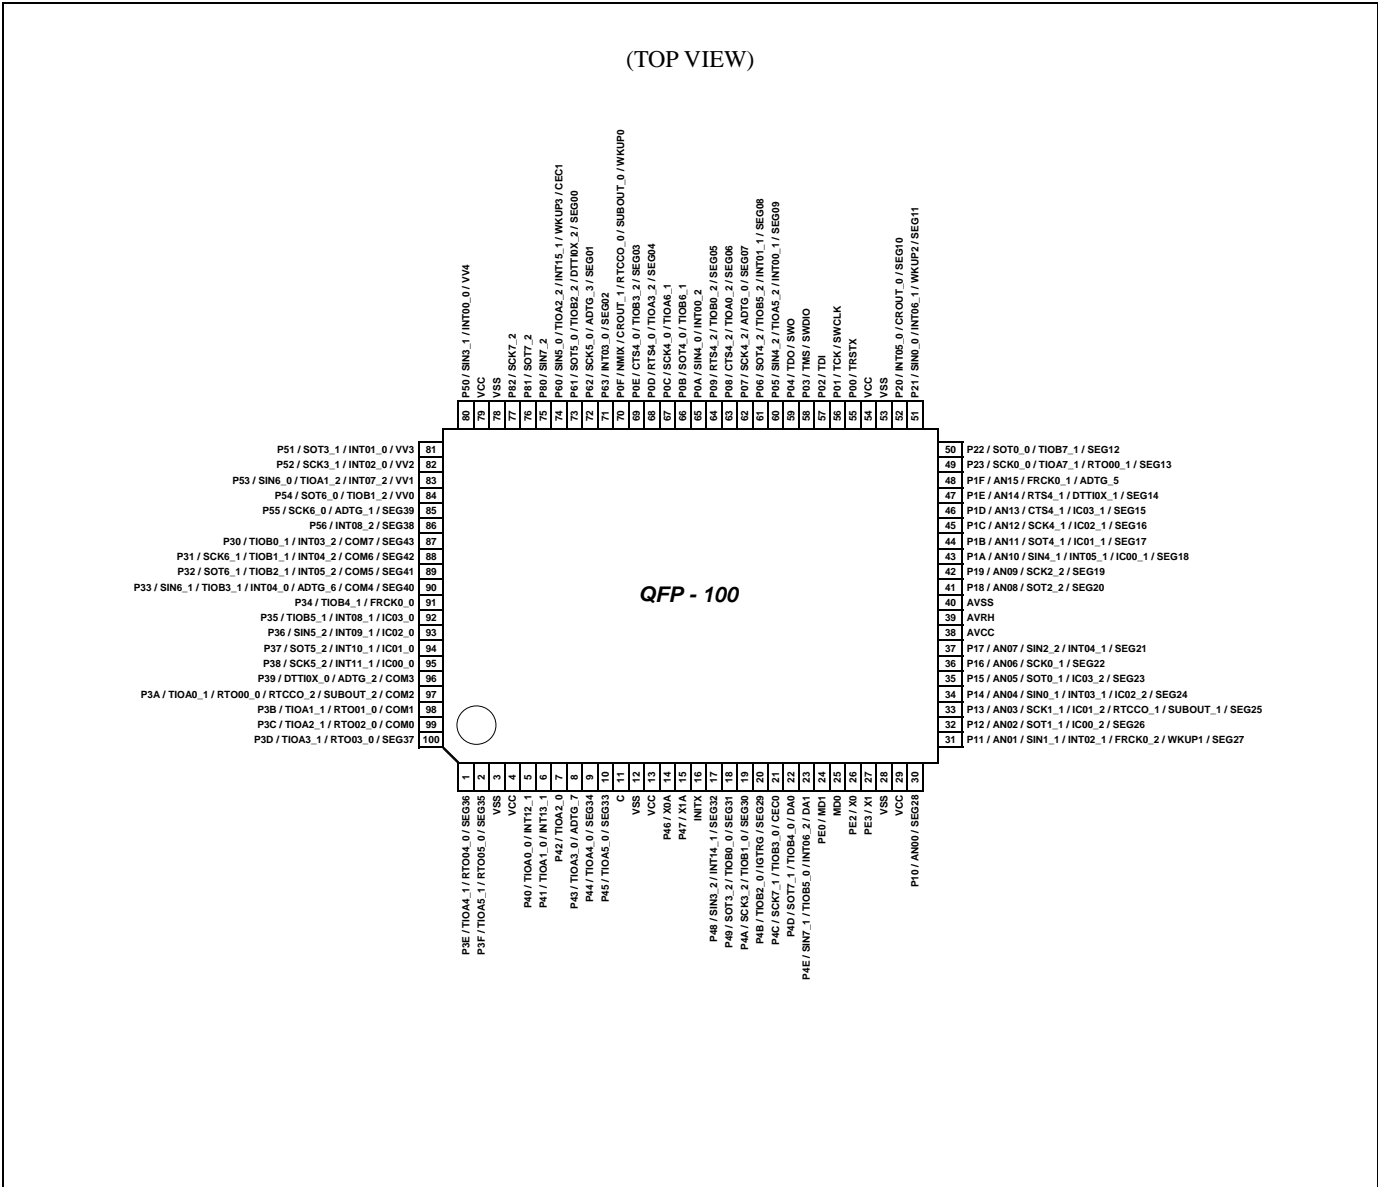 (TOP VIEW)
P50 / SIN3_1 / INT00_0 / VV4
VCC
VSS
P82 / SCK7_2
P81 / SOT7_2
P80 / SIN7_2
P60 / SIN5_0 / TIOA2_2 / INT15_1 / WKUP3 / CEC1
P61 / SOT5_0 / TIOB2_2 / DTTI0X_2 / SEG00
P62 / SCK5_0 / ADTG_3 / SEG01
P63 / INT03_0 / SEG02
P0F / NMIX / CROUT_1 / RTCCO_0 / SUBOUT_0 / WKUP0
P0E / CTS4_0 / TIOB3_2 / SEG03
P0D / RTS4_0 / TIOA3_2 / SEG04
P0C / SCK4_0 / TIOA6_1
P0B / SOT4_0 / TIOB6_1
P0A / SIN4_0 / INT00_2
P09 / RTS4_2 / TIOB0_2 / SEG05
P08 / CTS4_2 / TIOA0_2 / SEG06
P07 / SCK4_2 / ADTG_0 / SEG07
P06 / SOT4_2 / TIOB5_2 / INT01_1 / SEG08
P05 / SIN4_2 / TIOA5_2 / INT00_1 / SEG09
P04 / TDO / SWO
P03 / TMS / SWDIO
P02 / TDI
P01 / TCK / SWCLK
P00 / TRSTX
VCC
VSS
P20 / INT05_0 / CROUT_0 / SEG10
P21 / SIN0_0 / INT06_1 / WKUP2 / SEG11
80 79 78 77 76 75 74 73 72 71 70 69 68 67 66 65 64 63 62 61 60 59 58 57 56 55 54 53 52 51
P51 / SOT3_1 / INT01_0 / VV3 81
P52 / SCK3_1 / INT02_0 / VV2 82
P53 / SIN6_0 / TIOA1_2 / INT07_2 / VV1 83
P54 / SOT6_0 / TIOB1_2 / VV0 84
P55 / SCK6_0 / ADTG_1 / SEG39 85
P56 / INT08_2 / SEG38 86
P30 / TIOB0_1 / INT03_2 / COM7 / SEG43 87
P31 / SCK6_1 / TIOB1_1 / INT04_2 / COM6 / SEG42 88
P32 / SOT6_1 / TIOB2_1 / INT05_2 / COM5 / SEG41 89
P33 / SIN6_1 / TIOB3_1 / INT04_0 / ADTG_6 / COM4 / SEG40 90
P34 / TIOB4_1 / FRCK0_0 91
P35 / TIOB5_1 / INT08_1 / IC03_0 92
P36 / SIN5_2 / INT09_1 / IC02_0 93
P37 / SOT5_2 / INT10_1 / IC01_0 94
P38 / SCK5_2 / INT11_1 / IC00_0 95
P39 / DTTI0X_0 / ADTG_2 / COM3 96
P3A / TIOA0_1 / RTO00_0 / RTCCO_2 / SUBOUT_2 / COM2 97
P3B / TIOA1_1 / RTO01_0 / COM1 98
P3C / TIOA2_1 / RTO02_0 / COM0 99
P3D / TIOA3_1 / RTO03_0 / SEG37 100
QFP - 100
50 P22 / SOT0_0 / TIOB7_1 / SEG12
49 P23 / SCK0_0 / TIOA7_1 / RTO00_1 / SEG13
48 P1F / AN15 / FRCK0_1 / ADTG_5
47 P1E / AN14 / RTS4_1 / DTTI0X_1 / SEG14
46 P1D / AN13 / CTS4_1 / IC03_1 / SEG15
45 P1C / AN12 / SCK4_1 / IC02_1 / SEG16
44 P1B / AN11 / SOT4_1 / IC01_1 / SEG17
43 P1A / AN10 / SIN4_1 / INT05_1 / IC00_1 / SEG18
42 P19 / AN09 / SCK2_2 / SEG19
41 P18 / AN08 / SOT2_2 / SEG20
40 AVSS
39 AVRH
38 AVCC
37 P17 / AN07 / SIN2_2 / INT04_1 / SEG21
36 P16 / AN06 / SCK0_1 / SEG22
35 P15 / AN05 / SOT0_1 / IC03_2 / SEG23
34 P14 / AN04 / SIN0_1 / INT03_1 / IC02_2 / SEG24
33 P13 / AN03 / SCK1_1 / IC01_2 / RTCCO_1 / SUBOUT_1 / SEG25
32 P12 / AN02 / SOT1_1 / IC00_2 / SEG26
31 P11 / AN01 / SIN1_1 / INT02_1 / FRCK0_2 / WKUP1 / SEG27
1 2 3 4 5 6 7 8 9 10 11 12 13 14 15 16 17 18 19 20 21 22 23 24 25 26 27 28 29 30
P3E / TIOA4_1 / RTO04_0 / SEG36
P3F / TIOA5_1 / RTO05_0 / SEG35
VSS
VCC
P40 / TIOA0_0 / INT12_1
P41 / TIOA1_0 / INT13_1
P42 / TIOA2_0
P43 / TIOA3_0 / ADTG_7
P44 / TIOA4_0 / SEG34
P45 / TIOA5_0 / SEG33
C
VSS
VCC
P46 / X0A
P47 / X1A
INITX
P48 / SIN3_2 / INT14_1 / SEG32
P49 / SOT3_2 / TIOB0_0 / SEG31
P4A / SCK3_2 / TIOB1_0 / SEG30
P4B / TIOB2_0 / IGTRG / SEG29
P4C / SCK7_1 / TIOB3_0 / CEC0
P4D / SOT7_1 / TIOB4_0 / DA0
P4E / SIN7_1 / TIOB5_0 / INT06_2 / DA1
PE0 / MD1
MD0
PE2 / X0
PE3 / X1
VSS
VCC
P10 / AN00 / SEG28